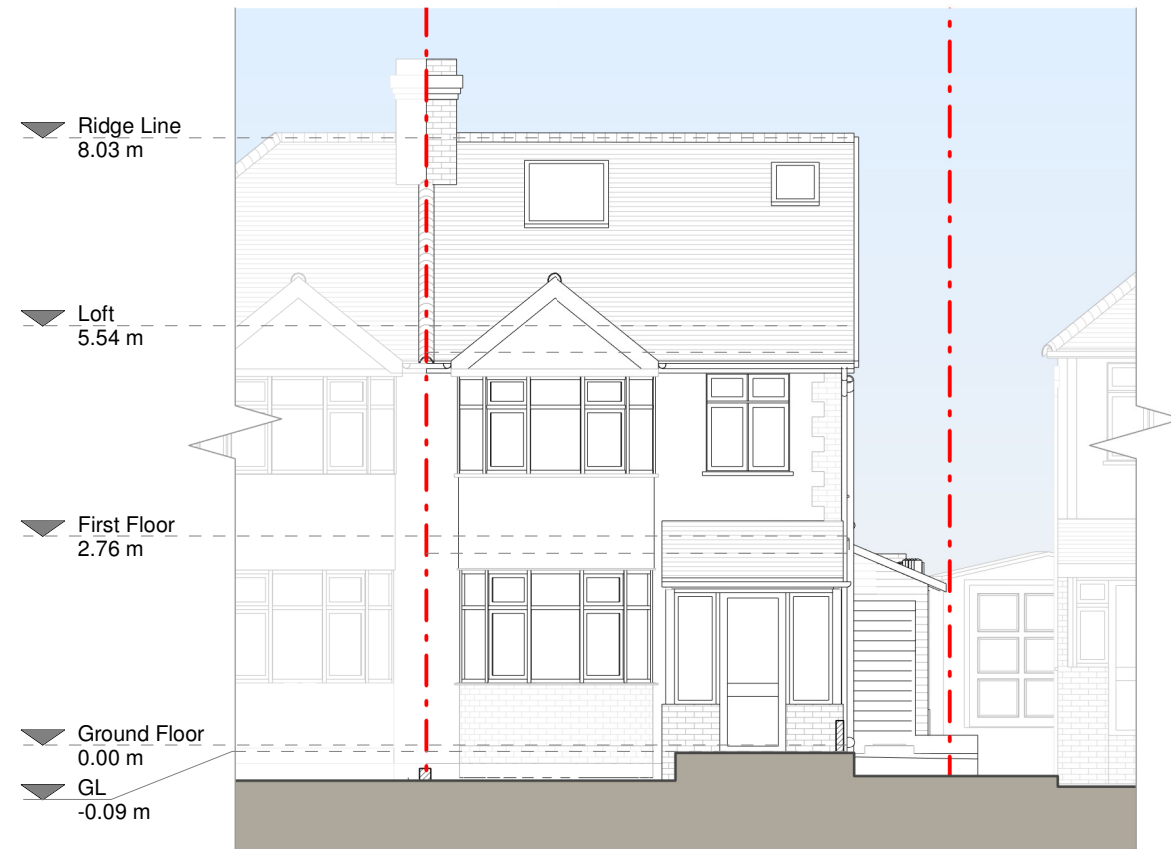 Ridge Line
8.03 m
Loft
5.54 m
First Floor
2.76 m
Ground Floor
0.00 m
GL
-0.09 m